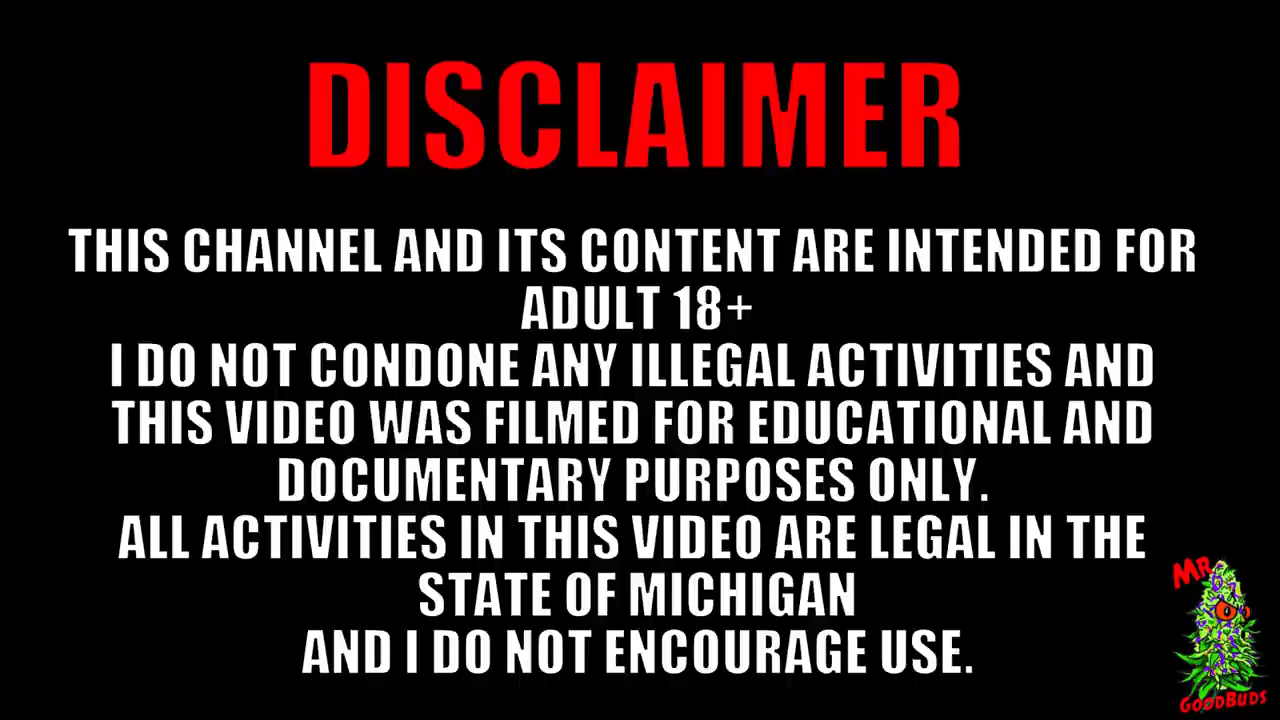 DISCLAIMER
THIS CHANNEL AND ITS CONTENT ARE INTENDED FOR
ADULT 18+
I DO NOT CONDONE ANY ILLEGAL ACTIVITIES AND
THIS VIDEO WAS FILMED FOR EDUCATIONAL AND
DOCUMENTARY PURPOSES ONLY.
ALL ACTIVITIES IN THIS VIDEO ARE LEGAL IN THE
STATE OF MICHIGAN
AND I DO NOT ENCOURAGE USE.
MR
GOODBUDS